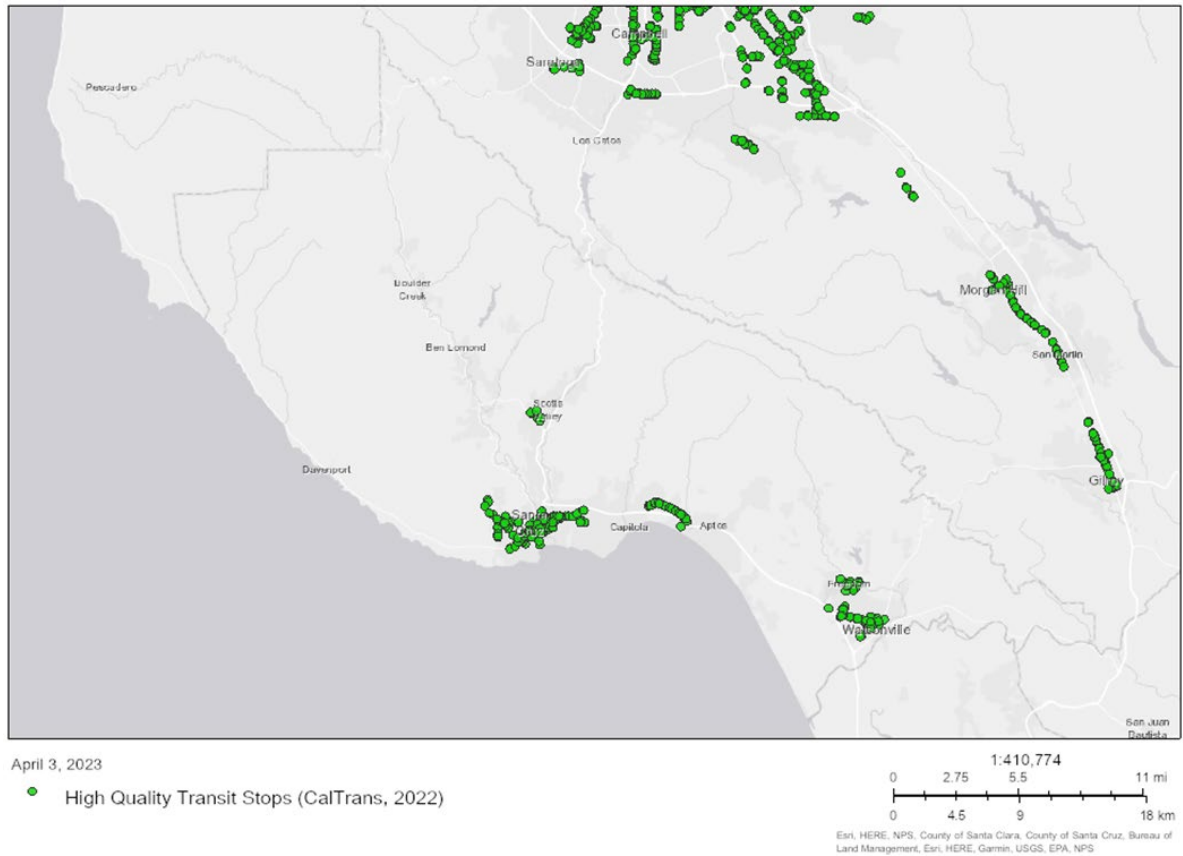 Campbell
Saratoga
Pescadero
Los Gatos
Boulder
Creek
Morgan Hill
Ben Lomond
San Martin
Scotts
Valley
Davenport
Gilroy
Santa
Cruz
Capitola
Aptos
Freedom
Watsonville
San Juan
Bautista
April 3, 2023
High Quality Transit Stops (CalTrans, 2022)
1:410,774
0 2.75 5.5 11 mi
0 4.5 9 18 km
Esri, HERE, NPS, County of Santa Clara, County of Santa Cruz, Bureau of
Land Management, Esri, HERE, Garmin, USGS, EPA, NPS